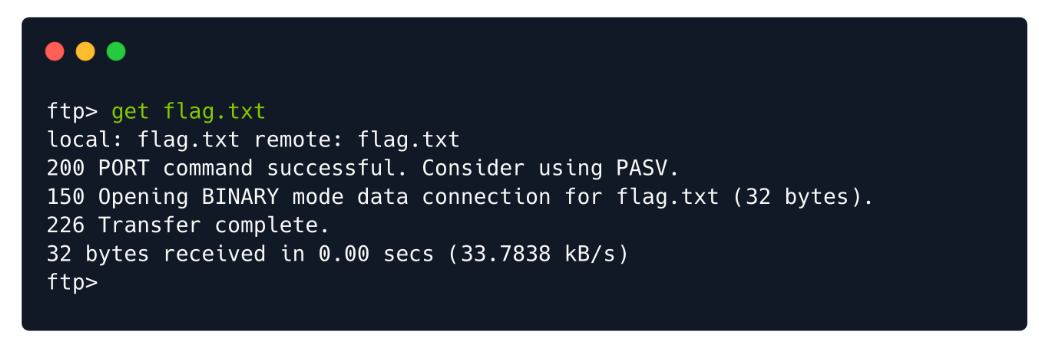 ftp> get flag.txt
local: flag.txt remote: flag.txt
200 PORT command successful. Consider using PASV.
150 Opening BINARY mode data connection for flag.txt (32 bytes).
226 Transfer complete.
32 bytes received in 0.00 secs (33.7838 kB/s)
ftp>